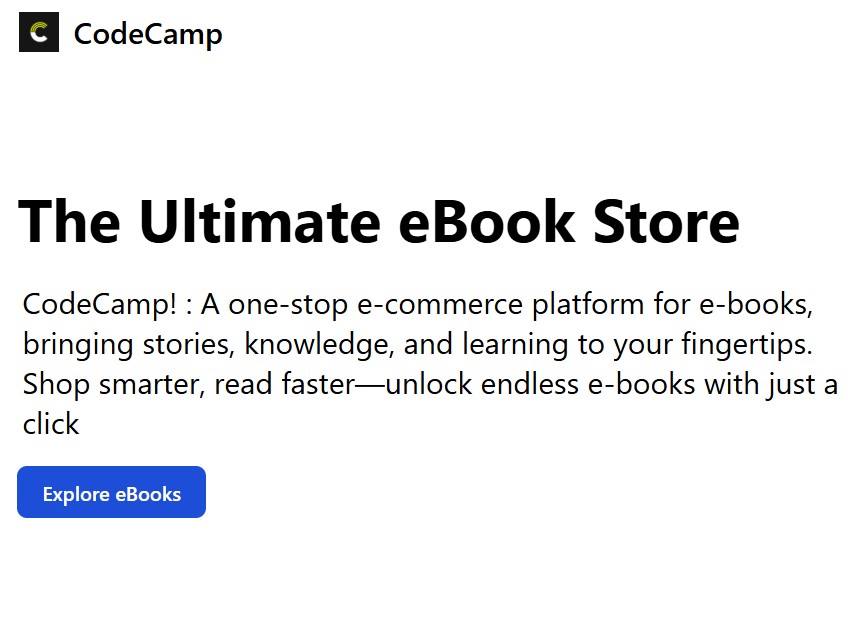 CodeCamp
The Ultimate eBook Store
CodeCamp! : A one-stop e-commerce platform for e-books,
bringing stories, knowledge, and learning to your fingertips.
Shop smarter, read faster—unlock endless e-books with just a
click
Explore eBooks